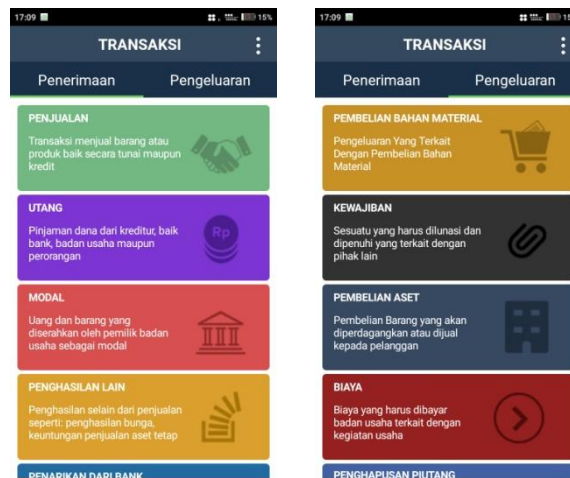 17:09
15%
TRANSAKSI
Penerimaan
Pengeluaran
PENJUALAN
Transaksi menjual barang atau
produk baik secara tunai maupun
kredit
UTANG
Pinjaman dana dari kreditur, baik
bank, badan usaha maupun
perorangan
Rp
MODAL
Uang dan barang yang
diserahkan oleh pemilik badan
usaha sebagai modal
PENGHASILAN LAIN
Penghasilan selain dari penjualan
seperti: penghasilan bunga,
keuntungan penjualan aset tetap
PENARIKAN DARI BANK
17:09
TRANSAKSI
Penerimaan
Pengeluaran
PEMBELIAN BAHAN MATERIAL
Pengeluaran Yang Terkait
Dengan Pembelian Bahan
Material
KEWAJIBAN
Sesuatu yang harus dilunasi dan
dipenuhi yang terkait dengan
pihak lain
PEMBELIAN ASET
Pembelian Barang yang akan
diperdagangkan atau dijual
kepada pelanggan
BIAYA
Biaya yang harus dibayar
badan usaha terkait dengan
kegiatan usaha
PENGHAPUSAN PIUTANG